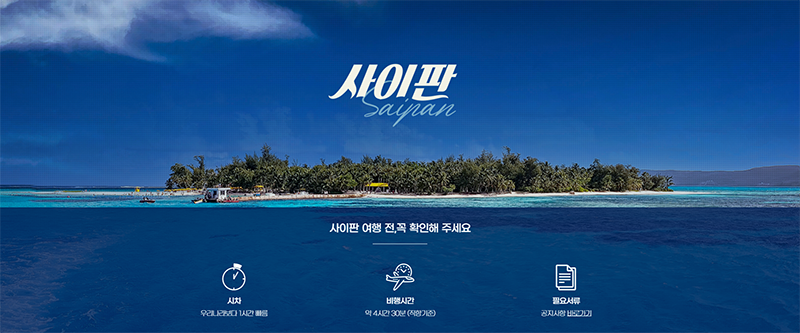 사이판
Saipan
사이판 여행 전,꼭 확인해 주세요
시차
우리나라보다 1시간 빠름
비행시간
약 4시간 30분 (직항기준)
필요서류
공지사항 바로가기